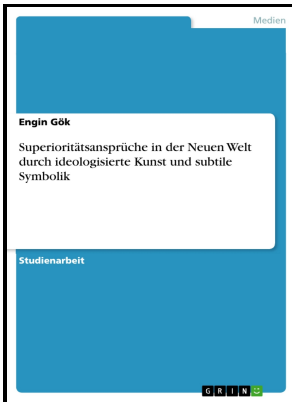 Medien
Engin Gök
Superioritätsansprüche in der Neuen Welt
durch ideologisierte Kunst und subtile
Symbolik
Studienarbeit
GRIN